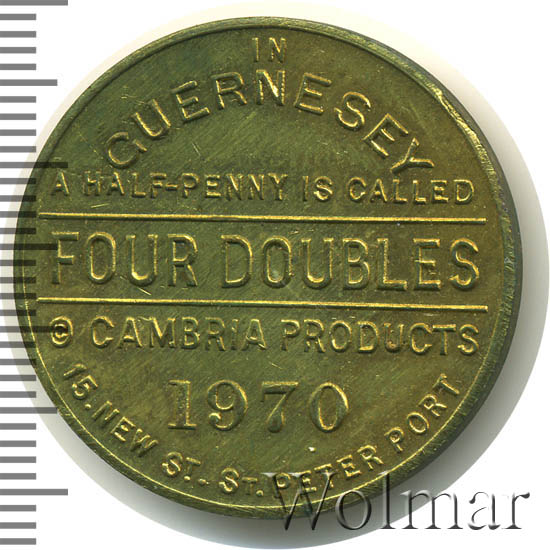 IN
GUERNESEY
A HALF-PENNY IS CALLED
FOUR DOUBLES
© CAMBRIA PRODUCTS
1970
15.NEW ST.- ST. PETER PORT
Wolmar